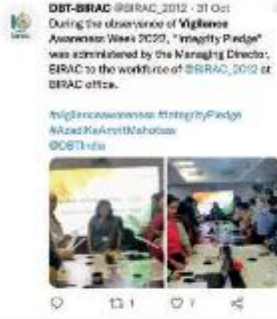 DBT-BIRAC @BIRAC_2012 · 31 Oct
During the observance of Vigilance
Awareness Week 2022, "Integrity Pledge"
was administered by the Managing Director,
BIRAC to the workforce of @BIRAC_2012 at
BIRAC office.
#vigilanceawareness #IntegrityPledge
#AzadiKaAmritMahotsav
@DBTIndia
1
7